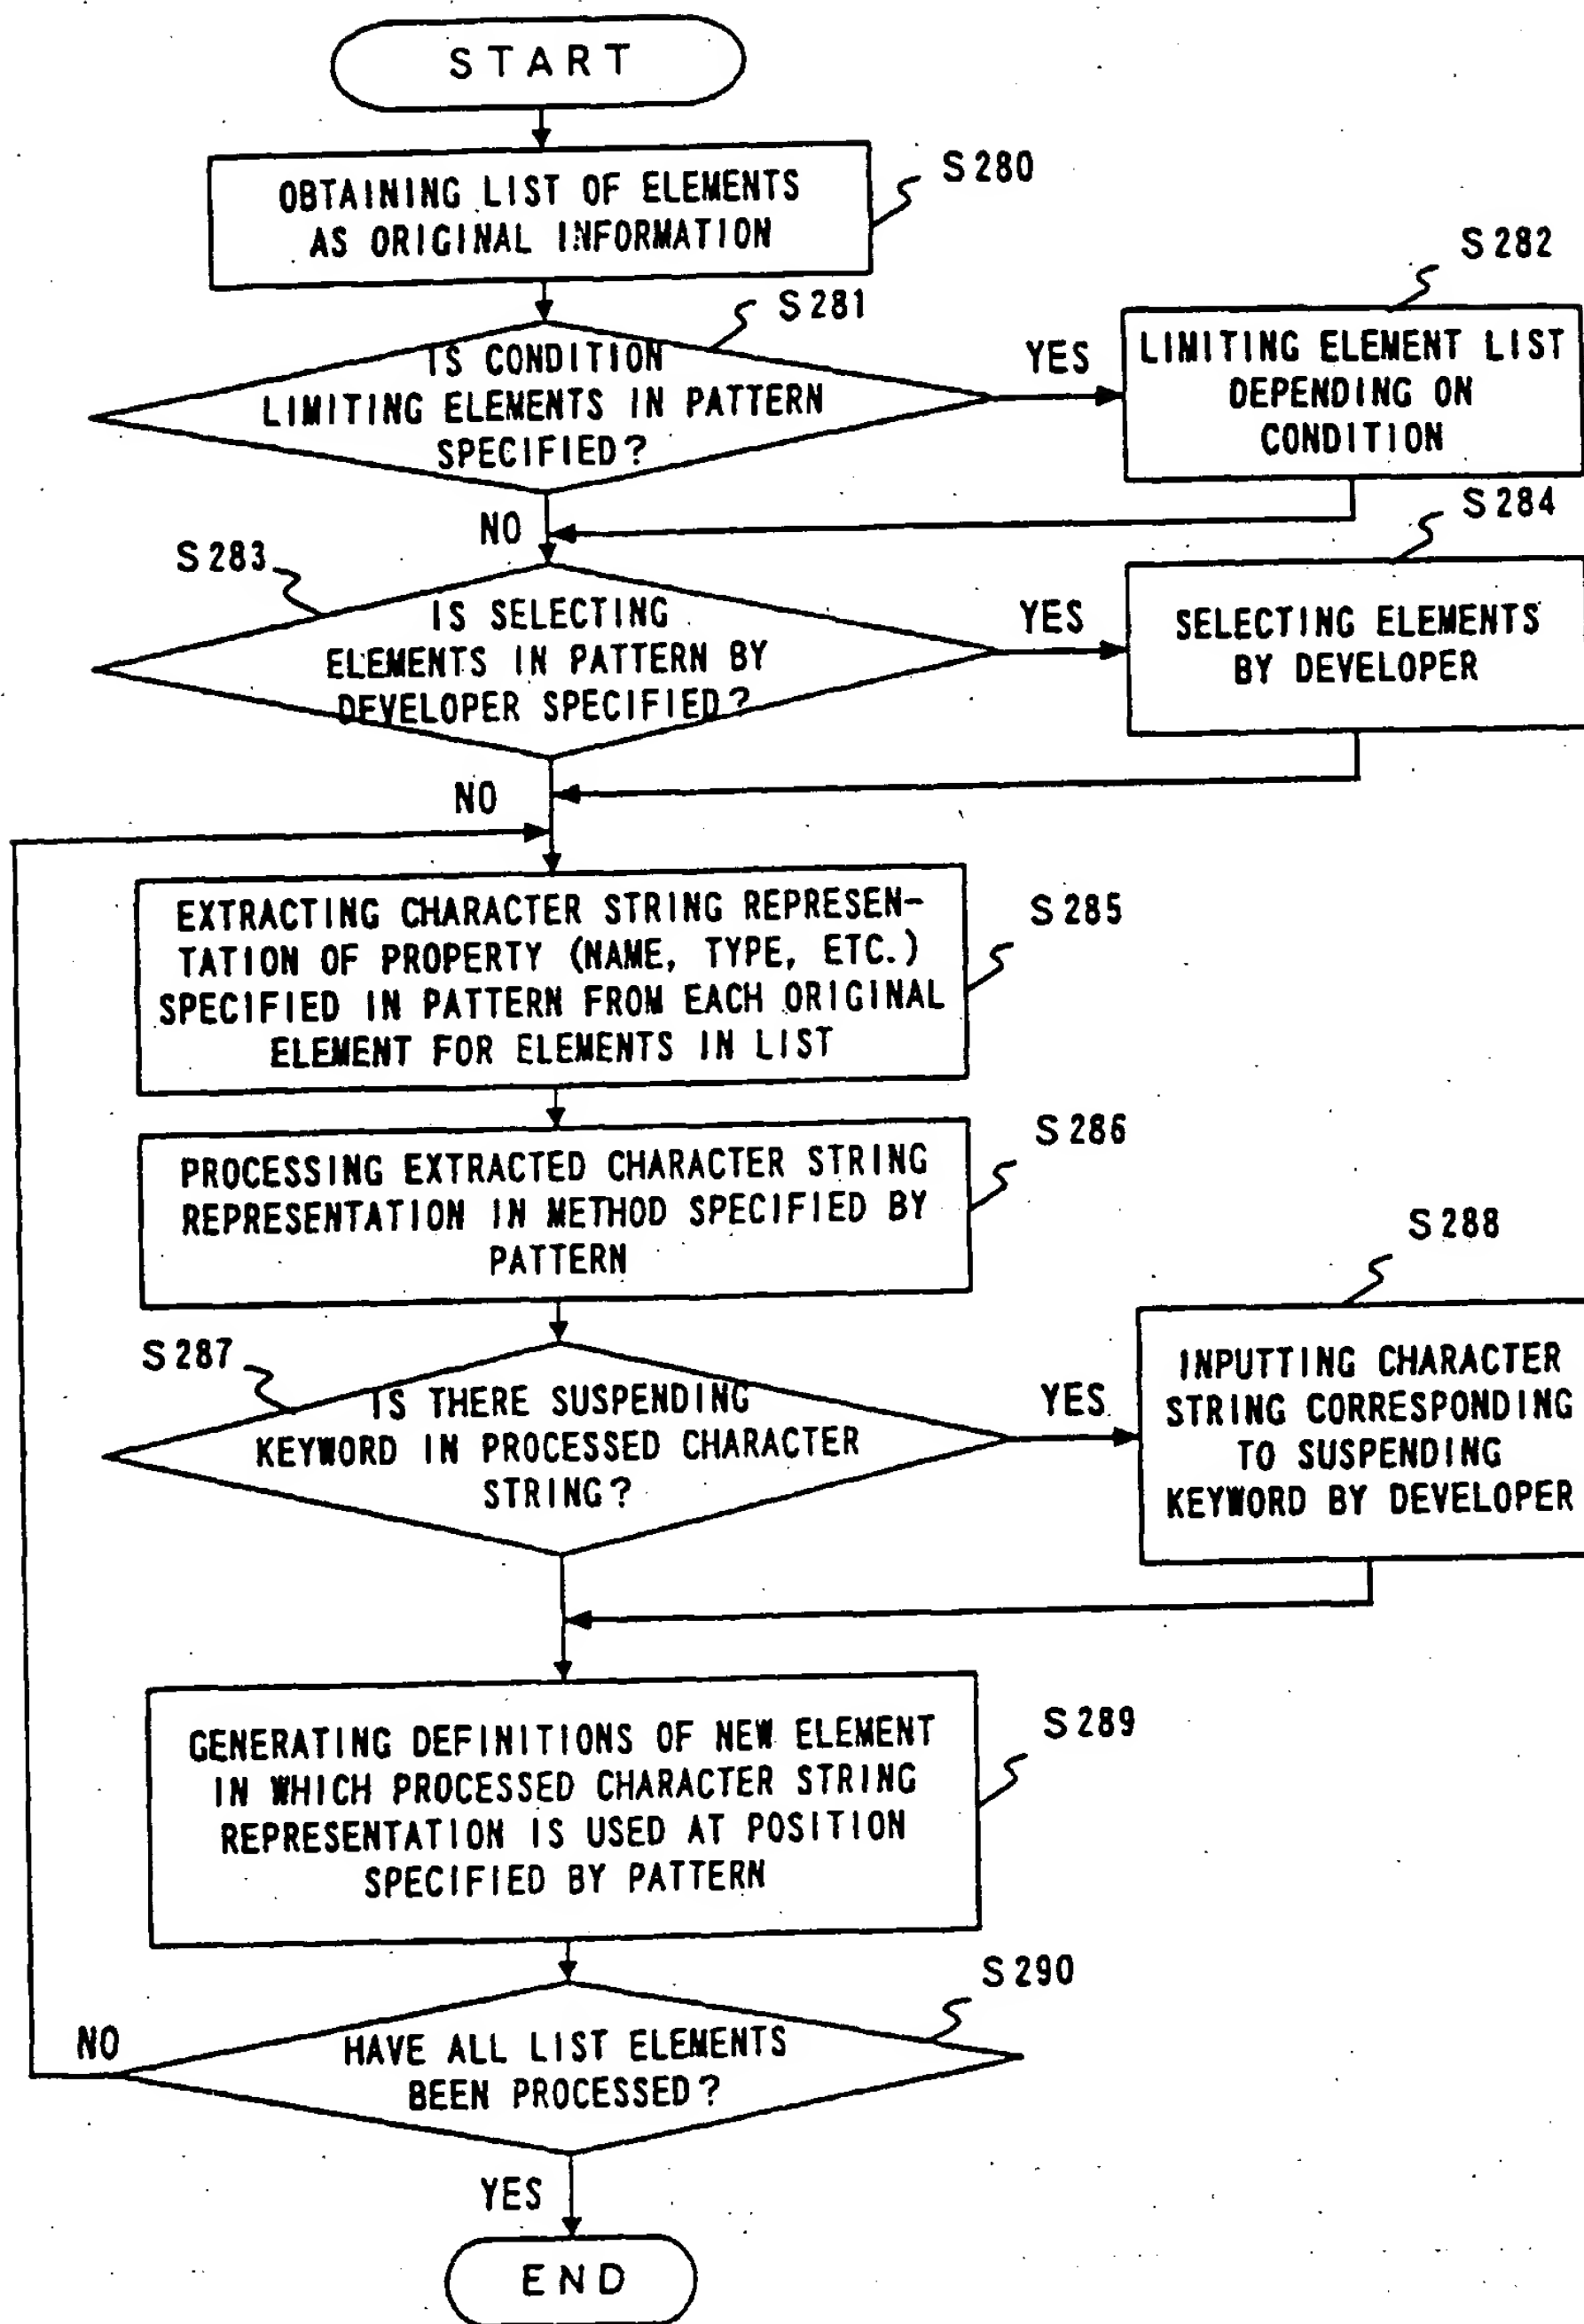 START
OBTAINING LIST OF ELEMENTS
AS ORIGINAL INFORMATION
S280
IS CONDITION
LIMITING ELEMENTS IN PATTERN
SPECIFIED?
S281
YES
S282
LIMITING ELEMENT LIST
DEPENDING ON
CONDITION
NO
S283
IS SELECTING
ELEMENTS IN PATTERN BY
DEVELOPER SPECIFIED?
YES
S284
SELECTING ELEMENTS
BY DEVELOPER
NO
EXTRACTING CHARACTER STRING REPRESEN-
TATION OF PROPERTY (NAME, TYPE, ETC.)
SPECIFIED IN PATTERN FROM EACH ORIGINAL
ELEMENT FOR ELEMENTS IN LIST
S285
PROCESSING EXTRACTED CHARACTER STRING
REPRESENTATION IN METHOD SPECIFIED BY
PATTERN
S286
S287
IS THERE SUSPENDING
KEYWORD IN PROCESSED CHARACTER
STRING?
YES
S288
INPUTTING CHARACTER
STRING CORRESPONDING
TO SUSPENDING
KEYWORD BY DEVELOPER
GENERATING DEFINITIONS OF NEW ELEMENT
IN WHICH PROCESSED CHARACTER STRING
REPRESENTATION IS USED AT POSITION
SPECIFIED BY PATTERN
S289
S290
NO
HAVE ALL LIST ELEMENTS
BEEN PROCESSED?
YES
END